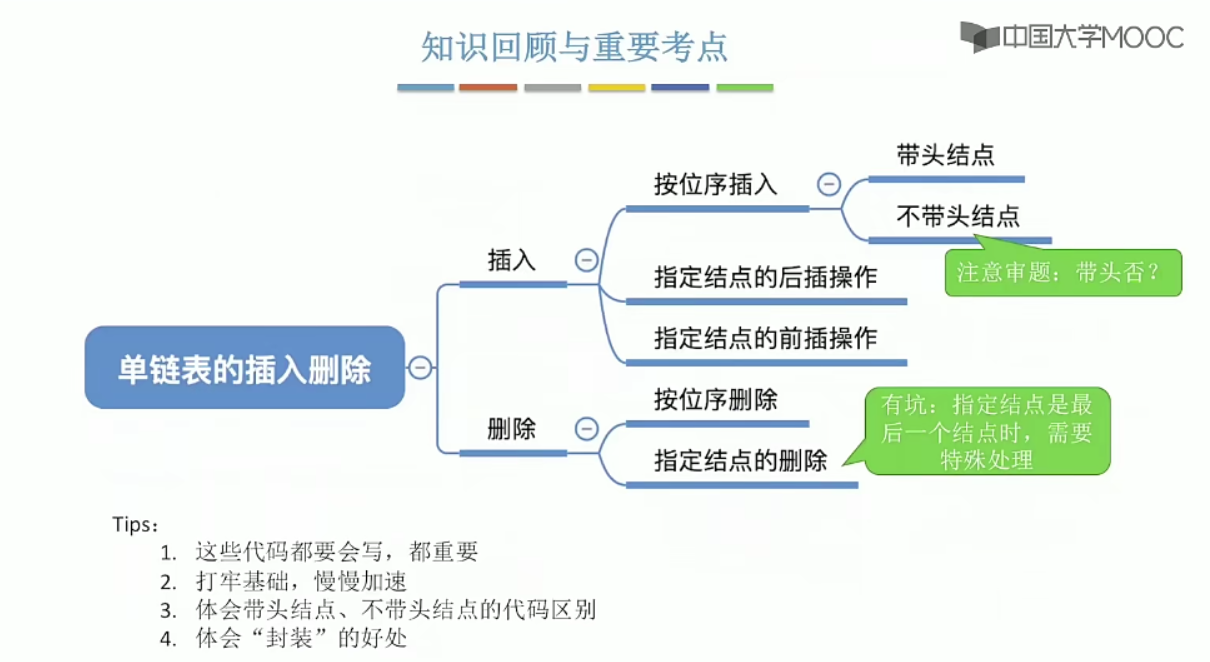 知识回顾与重要考点
中国大学MOOC
带头结点
按位序插入
不带头结点
插入
注意审题：带头否？
指定结点的后插操作
指定结点的前插操作
单链表的插入删除
按位序删除
有坑：指定结点是最
后一个结点时，需要
特殊处理
删除
指定结点的删除
Tips：
1. 这些代码都要会写，都重要
2. 打牢基础，慢慢加速
3. 体会带头结点、不带头结点的代码区别
4. 体会“封装”的好处